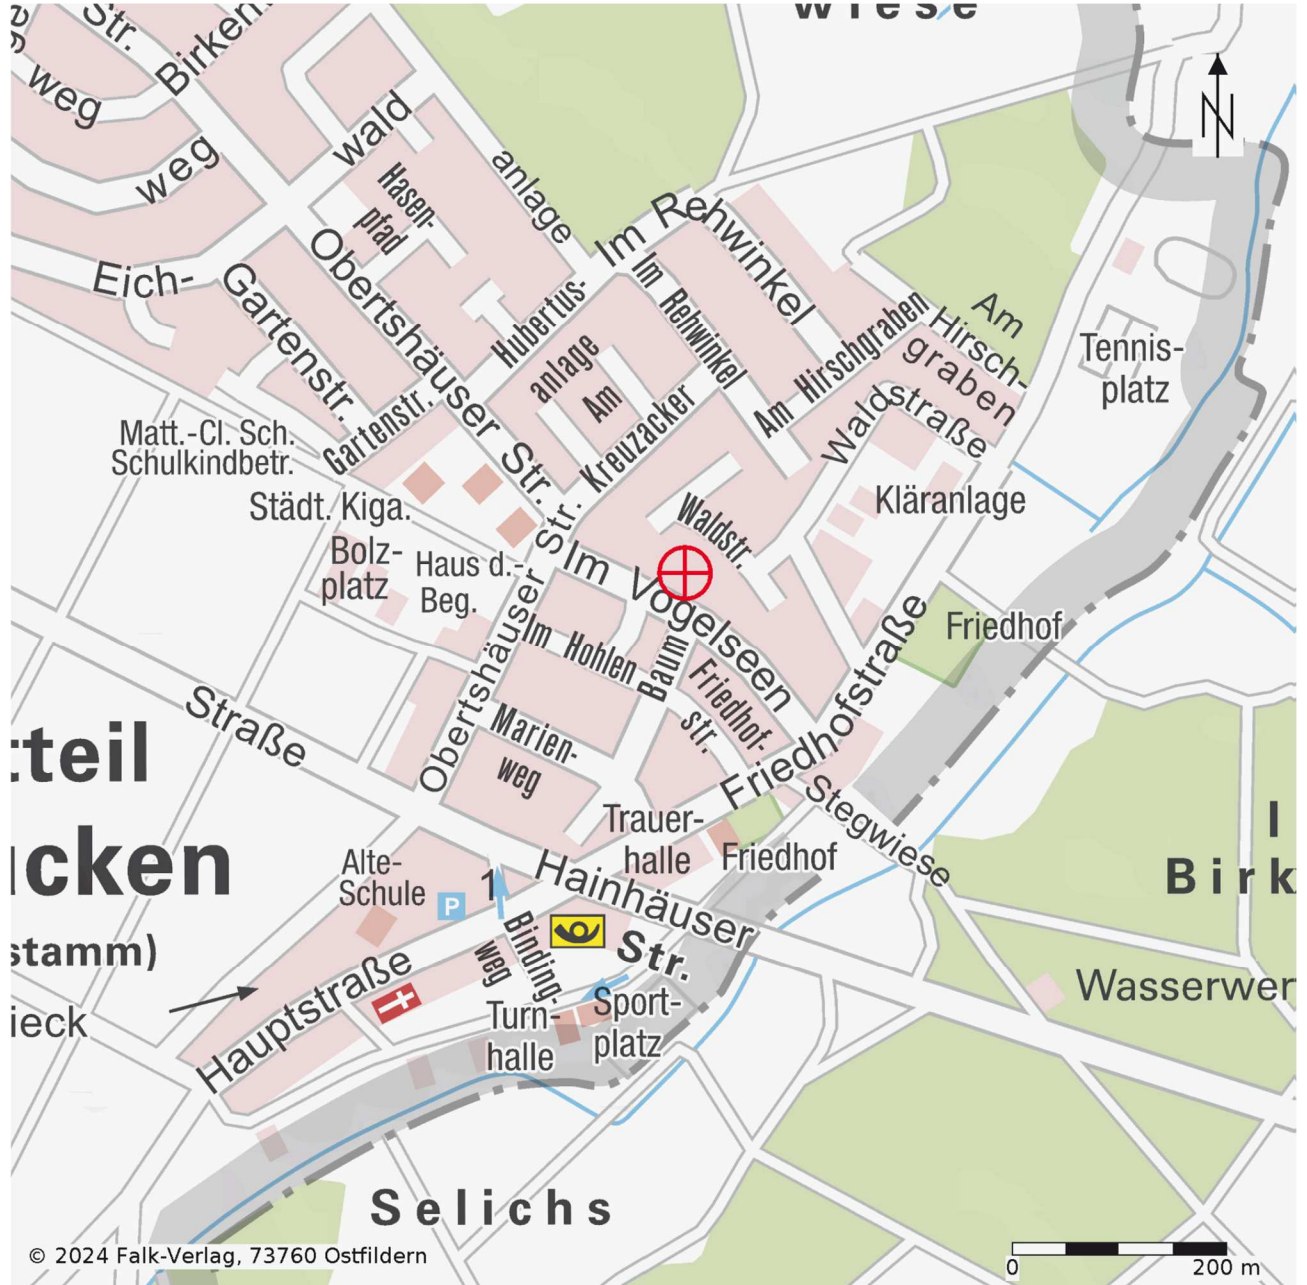 wiese
Str.
Birken
weg
weg
wald
anlage
Hasen-
pfad
Im Rehwinkel
Eich-
Gartenstr.
Obertshäuser Str.
Hubertus-
anlage
Im Rehwinkel
Am
Hirsch-
graben
Am Hirschgraben
Tennis-
platz
Am
Kreuzäcker
Gartenstr.
Waldstraße
Matt.-Cl. Sch.
Schulkindbetr.
Städt. Kiga.
Kläranlage
Waldstr.
Bolz-
platz
Haus d.-
Beg.
Obertshäuser Str.
Im Vogelseen
Im Hohlen Baum
Friedhof
Friedhof-
str.
Friedhofstraße
Straße
Marien-
weg
tteil
cken
stamm)
ieck
Trauer-
halle
Friedhof
Stegwiese
Alte-
Schule
P
1
Hainhäuser
Str.
I
Birk
Binding-
weg
Hauptstraße
Turn-
halle
Sport-
platz
Wasserwer
Selichs
N
© 2024 Falk-Verlag, 73760 Ostfildern
0 200 m